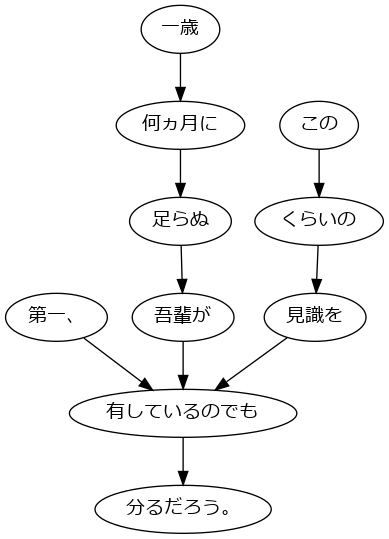 一歳
何ヵ月に
この
足らぬ
くらいの
第一、
吾輩が
見識を
有しているのでも
分るだろう。